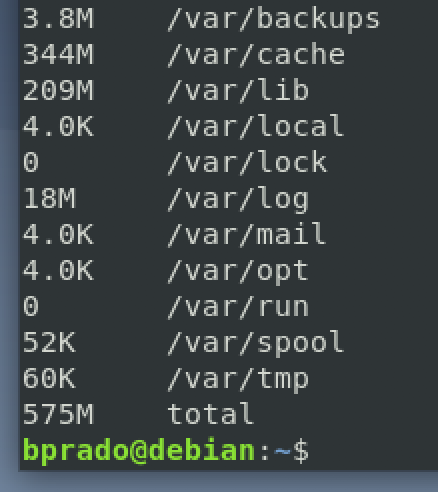 3.8M /var/backups
344M /var/cache
209M /var/lib
4.0K /var/local
0 /var/lock
18M /var/log
4.0K /var/mail
4.0K /var/opt
0 /var/run
52K /var/spool
60K /var/tmp
575M total
bprado@debian:~$